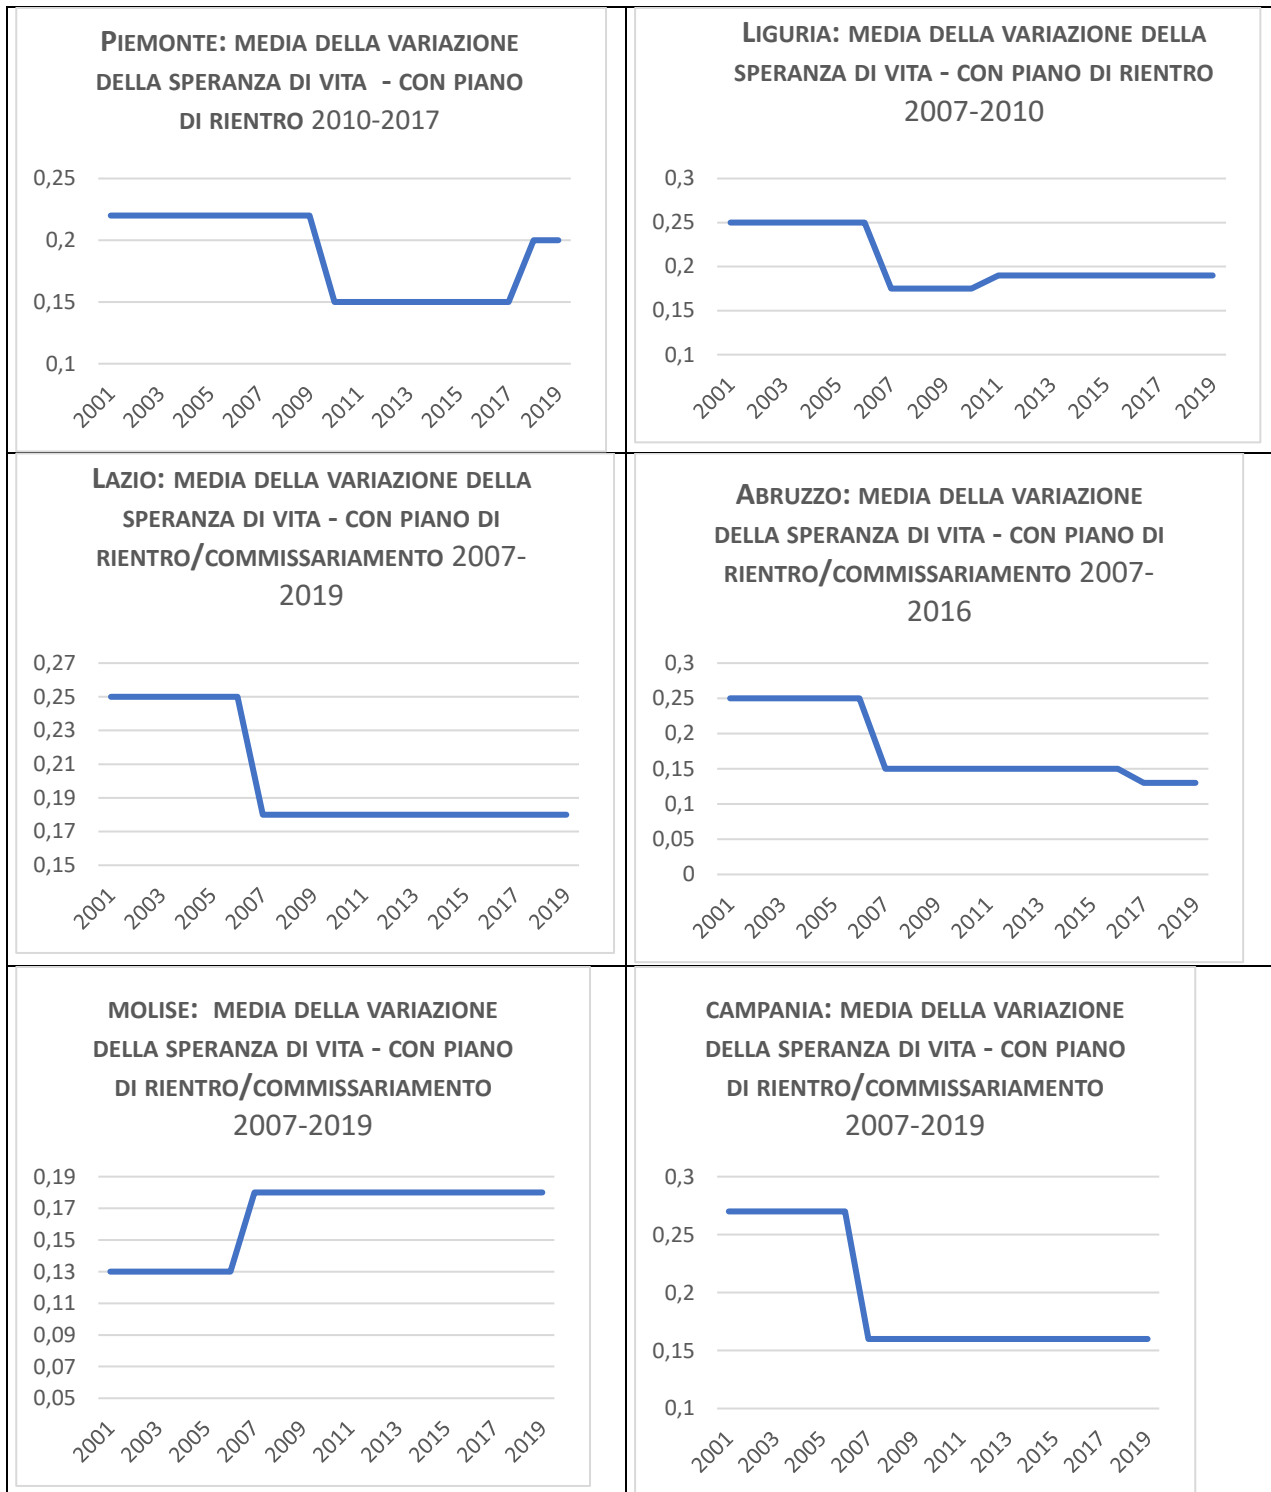 PIEMONTE: MEDIA DELLA VARIAZIONE
DELLA SPERANZA DI VITA - CON PIANO
DI RIENTRO 2010-2017
0,25
0,2
0,15
0,1
2001 2003 2005 2007 2009 2011 2013 2015 2017 2019
LIGURIA: MEDIA DELLA VARIAZIONE DELLA
SPERANZA DI VITA - CON PIANO DI RIENTRO
2007-2010
0,3
0,25
0,2
0,15
0,1
2001 2003 2005 2007 2009 2011 2013 2015 2017 2019
LAZIO: MEDIA DELLA VARIAZIONE DELLA
SPERANZA DI VITA - CON PIANO DI
RIENTRO/COMMISSARIAMENTO 2007-
2019
0,27
0,25
0,23
0,21
0,19
0,17
0,15
2001 2003 2005 2007 2009 2011 2013 2015 2017 2019
ABRUZZO: MEDIA DELLA VARIAZIONE
DELLA SPERANZA DI VITA - CON PIANO DI
RIENTRO/COMMISSARIAMENTO 2007-
2016
0,3
0,25
0,2
0,15
0,1
0,05
0
2001 2003 2005 2007 2009 2011 2013 2015 2017 2019
MOLISE: MEDIA DELLA VARIAZIONE
DELLA SPERANZA DI VITA - CON PIANO
DI RIENTRO/COMMISSARIAMENTO
2007-2019
0,19
0,17
0,15
0,13
0,11
0,09
0,07
0,05
2001 2003 2005 2007 2009 2011 2013 2015 2017 2019
CAMPANIA: MEDIA DELLA VARIAZIONE
DELLA SPERANZA DI VITA - CON PIANO
DI RIENTRO/COMMISSARIAMENTO
2007-2019
0,3
0,25
0,2
0,15
0,1
2001 2003 2005 2007 2009 2011 2013 2015 2017 2019